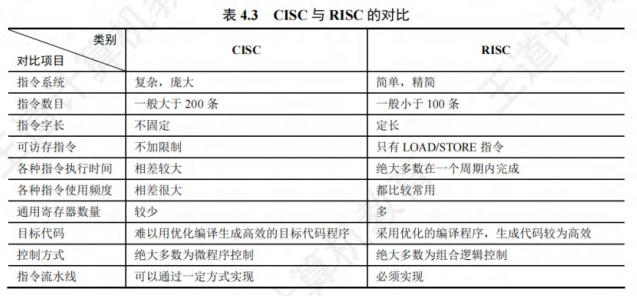 表 4.3 CISC 与 RISC 的对比
类别
对比项目
CISC
RISC
指令系统 复杂，庞大 简单，精简
指令数目 一般大于 200 条 一般小于 100 条
指令字长 不固定 定长
可访存指令 不加限制 只有 LOAD/STORE 指令
各种指令执行时间 相差较大 绝大多数在一个周期内完成
各种指令使用频度 相差很大 都比较常用
通用寄存器数量 较少 多
目标代码 难以用优化编译生成高效的目标代码程序 采用优化的编译程序，生成代码较为高效
控制方式 绝大多数为微程序控制 绝大多数为组合逻辑控制
指令流水线 可以通过一定方式实现 必须实现